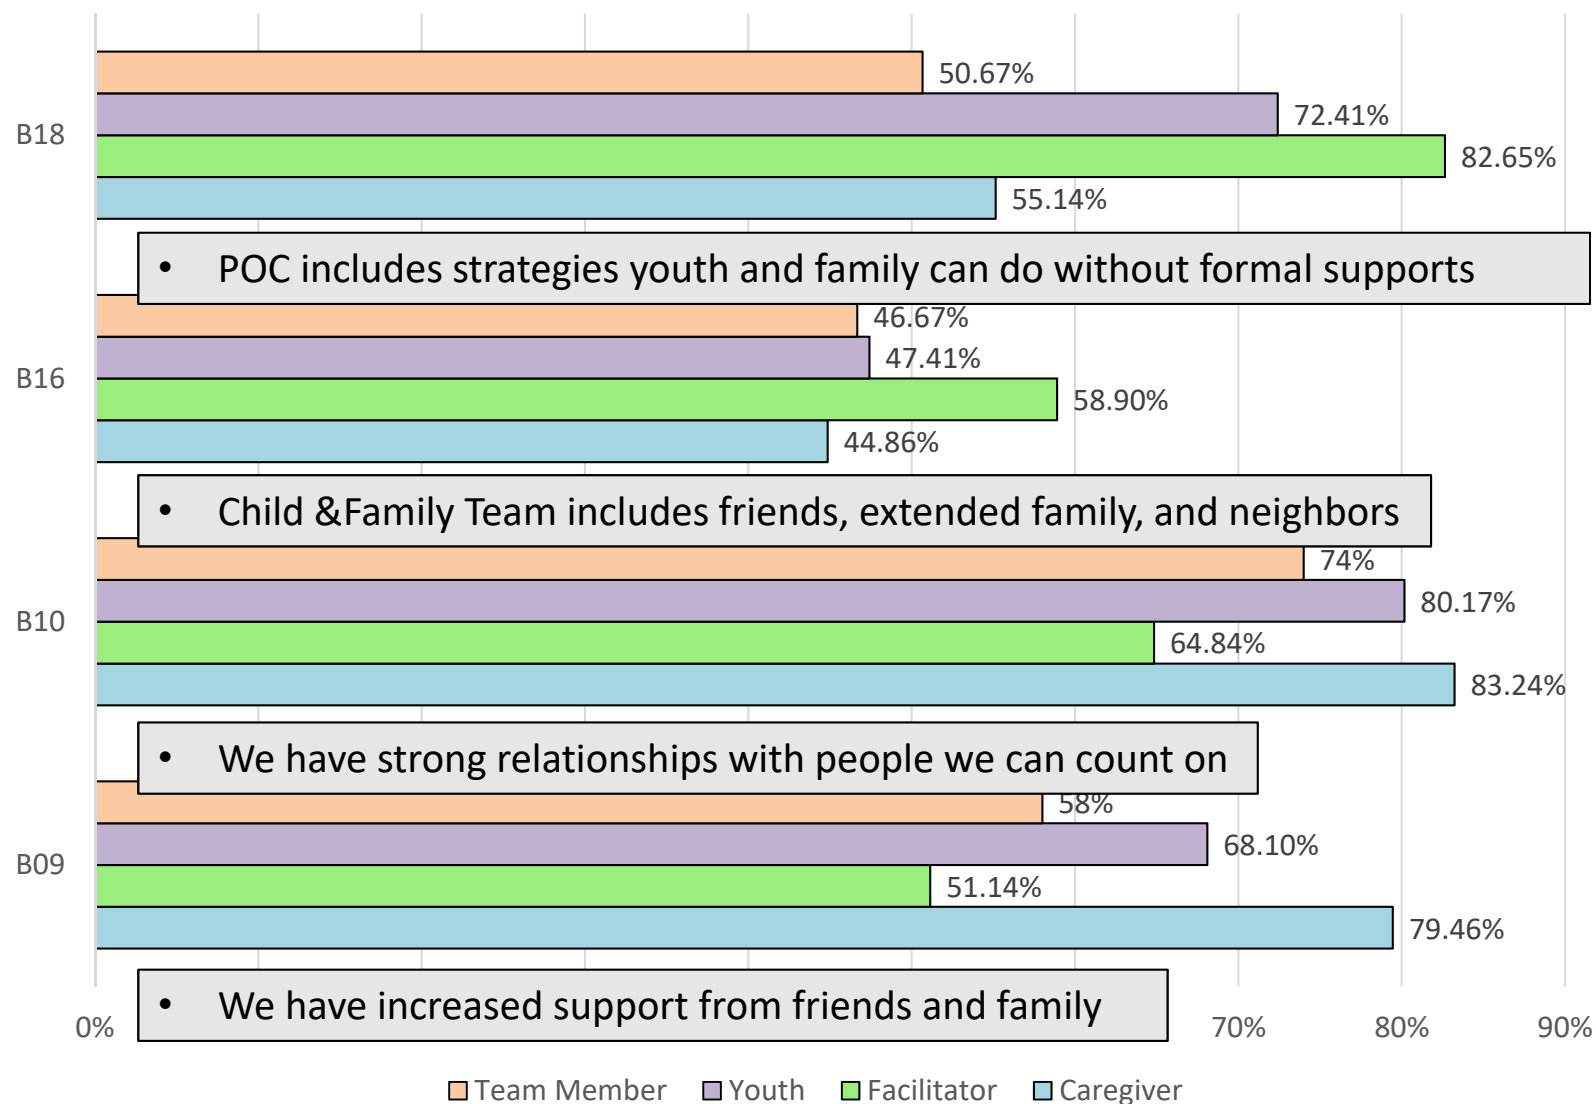 50.67%
72.41%
B18
82.65%
55.14%
• POC includes strategies youth and family can do without formal supports
46.67%
47.41%
B16
58.90%
44.86%
• Child &Family Team includes friends, extended family, and neighbors
74%
80.17%
B10
64.84%
83.24%
• We have strong relationships with people we can count on
58%
68.10%
B09
51.14%
79.46%
• We have increased support from friends and family
0% 70% 80% 90%
Team Member Youth Facilitator Caregiver